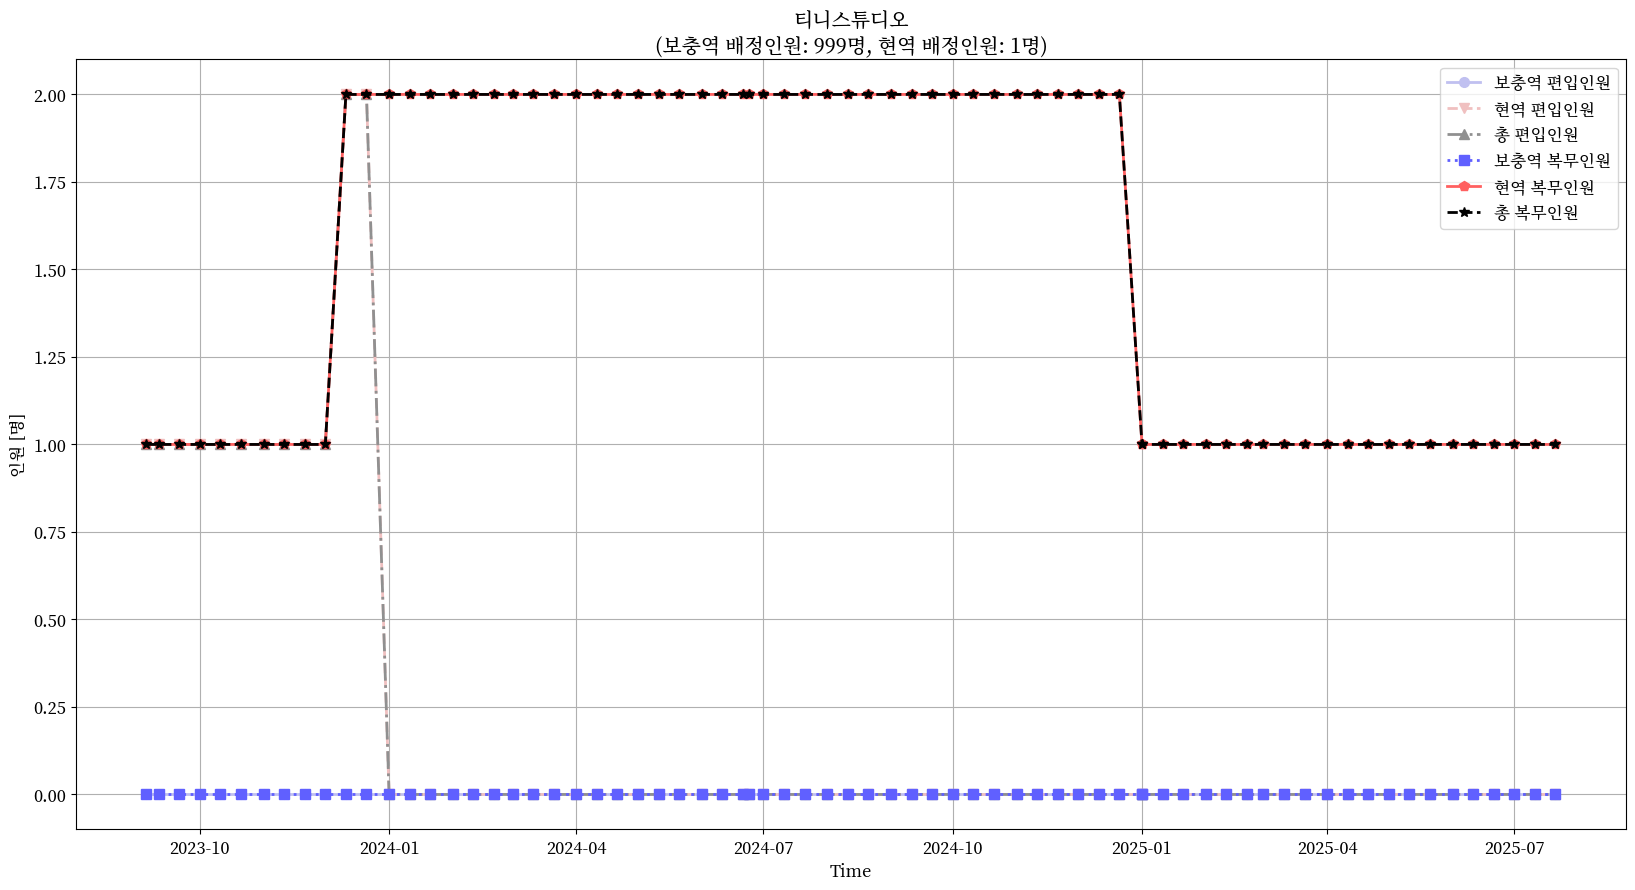 티니스튜디오
(보충역 배정인원: 999명, 현역 배정인원: 1명)
보충역 편입인원
현역 편입인원
총 편입인원
보충역 복무인원
현역 복무인원
총 복무인원
인원 [명]
2.00
1.75
1.50
1.25
1.00
0.75
0.50
0.25
0.00
2023-10
2024-01
2024-04
2024-07
2024-10
2025-01
2025-04
2025-07
Time